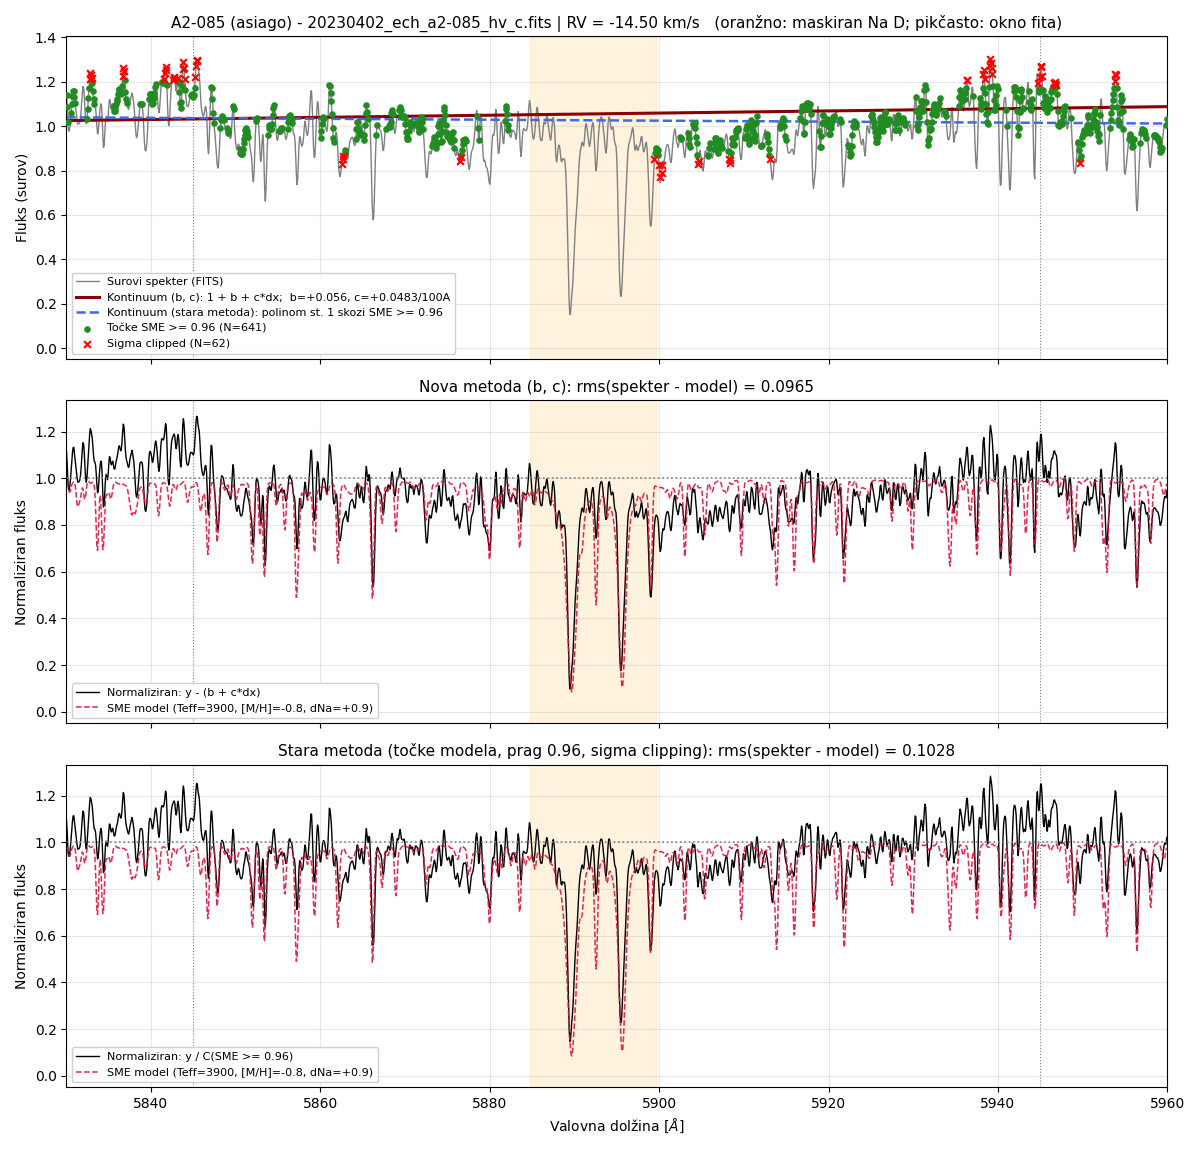 A2-085 (asiago) - 20230402_ech_a2-085_hv_c.fits | RV = -14.50 km/s   (oranžno: maskiran Na D; pikčasto: okno fita)
1.4
1.2
1.0
0.8
0.6
0.4
0.2
0.0
Fluks (surov)
Surovi spekter (FITS)
Kontinuum (b, c): 1 + b + c*dx;  b=+0.056, c=+0.0483/100A
Kontinuum (stara metoda): polinom st. 1 skozi SME >= 0.96
Točke SME >= 0.96 (N=641)
Sigma clipped (N=62)
Nova metoda (b, c): rms(spekter - model) = 0.0965
1.2
1.0
0.8
0.6
0.4
0.2
0.0
Normaliziran fluks
Normaliziran: y - (b + c*dx)
SME model (Teff=3900, [M/H]=-0.8, dNa=+0.9)
Stara metoda (točke modela, prag 0.96, sigma clipping): rms(spekter - model) = 0.1028
1.2
1.0
0.8
0.6
0.4
0.2
0.0
Normaliziran fluks
Normaliziran: y / C(SME >= 0.96)
SME model (Teff=3900, [M/H]=-0.8, dNa=+0.9)
5840 5860 5880 5900 5920 5940 5960
Valovna dolžina [Å]